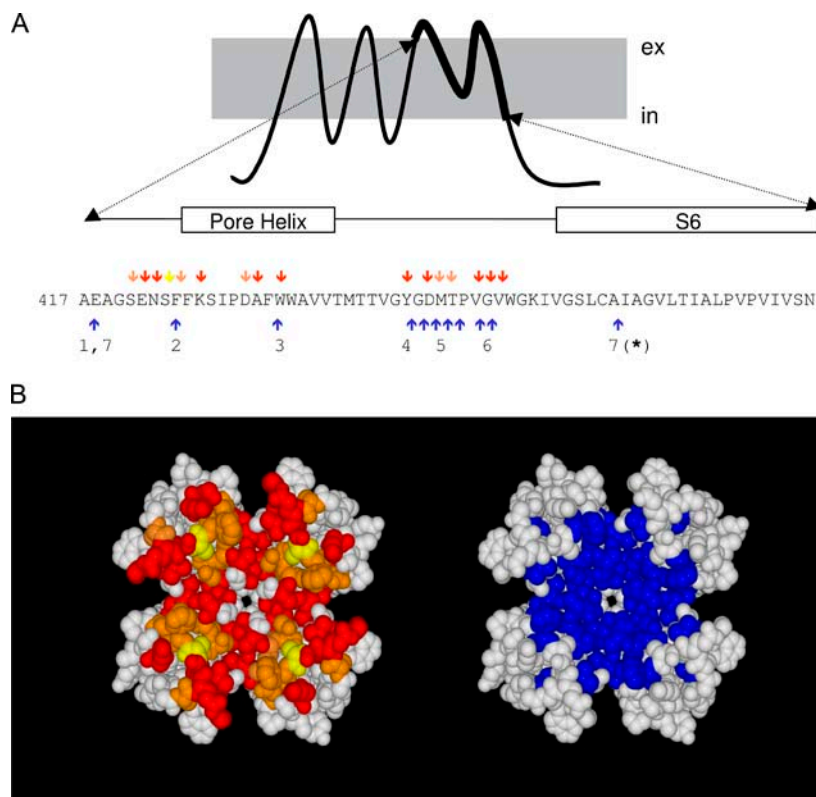 A
ex
in
Pore Helix
S6
417 AEAGSENSFFKSIPDAFWWAVVTMTTVGYGDMTPVGVWGKIVGSLCAIAGVLTIALPVPVIVSN
1,7 2 3 4 5 6 7(*)
B